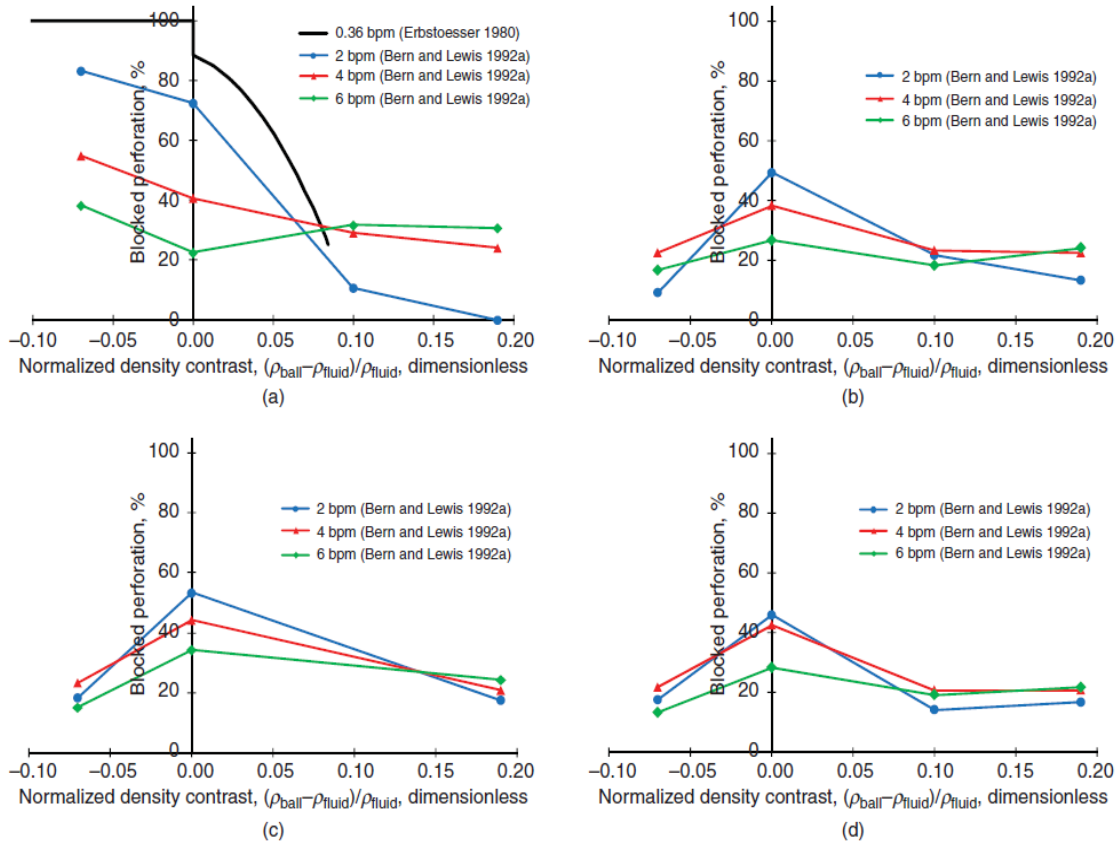 100
80
60
40
20
0
Blocked perforation, %
0.36 bpm (Erbstoesser 1980)
2 bpm (Bern and Lewis 1992a)
4 bpm (Bern and Lewis 1992a)
6 bpm (Bern and Lewis 1992a)
−0.10 −0.05 0.00 0.05 0.10 0.15 0.20
Normalized density contrast, (ρball–ρfluid)/ρfluid, dimensionless
(a)
100
80
60
40
20
0
Blocked perforation, %
2 bpm (Bern and Lewis 1992a)
4 bpm (Bern and Lewis 1992a)
6 bpm (Bern and Lewis 1992a)
−0.10 −0.05 0.00 0.05 0.10 0.15 0.20
Normalized density contrast, (ρball–ρfluid)/ρfluid, dimensionless
(b)
100
80
60
40
20
0
Blocked perforation, %
2 bpm (Bern and Lewis 1992a)
4 bpm (Bern and Lewis 1992a)
6 bpm (Bern and Lewis 1992a)
−0.10 −0.05 0.00 0.05 0.10 0.15 0.20
Normalized density contrast, (ρball–ρfluid)/ρfluid, dimensionless
(c)
100
80
60
40
20
0
Blocked perforation, %
2 bpm (Bern and Lewis 1992a)
4 bpm (Bern and Lewis 1992a)
6 bpm (Bern and Lewis 1992a)
−0.10 −0.05 0.00 0.05 0.10 0.15 0.20
Normalized density contrast, (ρball–ρfluid)/ρfluid, dimensionless
(d)